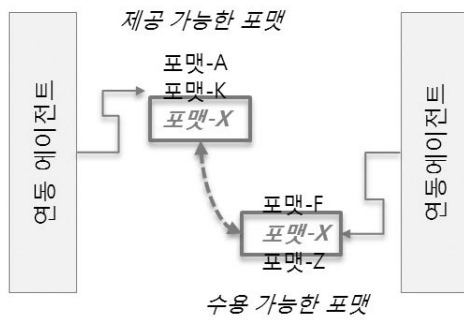 제공 가능한 포맷
포맷-A
포맷-K
포맷-X
연동 에이전트
연동에이전트
포맷-F
포맷-X
포맷-Z
수용 가능한 포맷